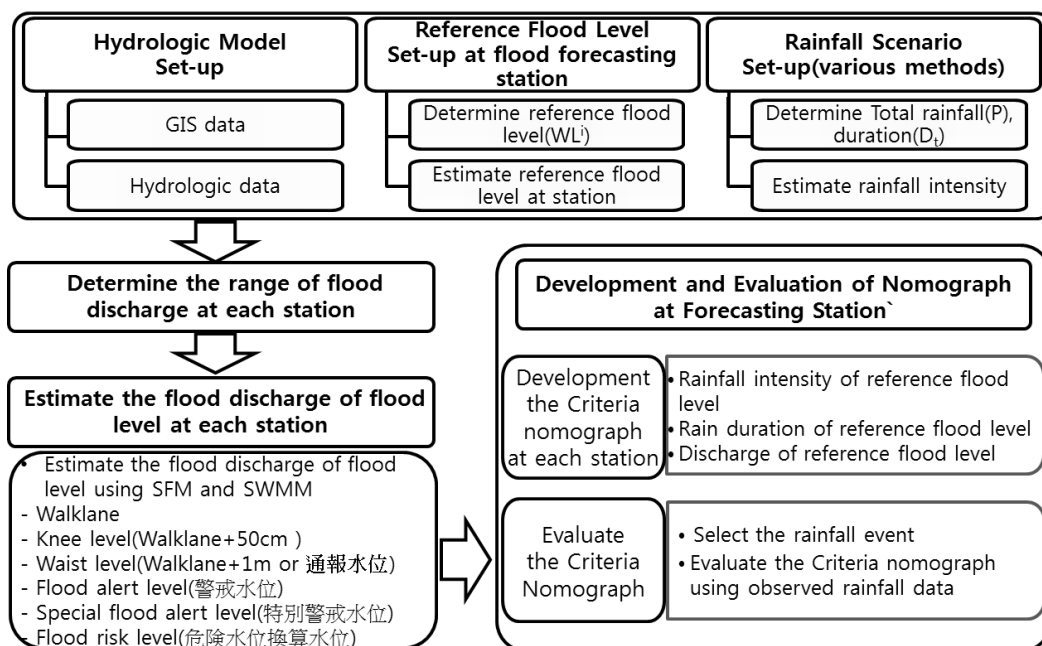 Hydrologic Model
Set-up
GIS data
Hydrologic data
Reference Flood Level
Set-up at flood forecasting
station
Determine reference flood
level(WLⁱ)
Estimate reference flood
level at station
Rainfall Scenario
Set-up(various methods)
Determine Total rainfall(P),
duration(Dₜ)
Estimate rainfall intensity
Determine the range of flood
discharge at each station
Estimate the flood discharge of flood
level at each station
• Estimate the flood discharge of flood
level using SFM and SWMM
- Walklane
- Knee level(Walklane+50cm )
- Waist level(Walklane+1m or 通報水位)
- Flood alert level(警戒水位)
- Special flood alert level(特別警戒水位)
- Flood risk level(危険水位換算水位)
Development and Evaluation of Nomograph
at Forecasting Station`
Development
the Criteria
nomograph
at each station
• Rainfall intensity of reference flood
level
• Rain duration of reference flood level
• Discharge of reference flood level
Evaluate
the Criteria
Nomograph
• Select the rainfall event
• Evaluate the Criteria nomograph
using observed rainfall data